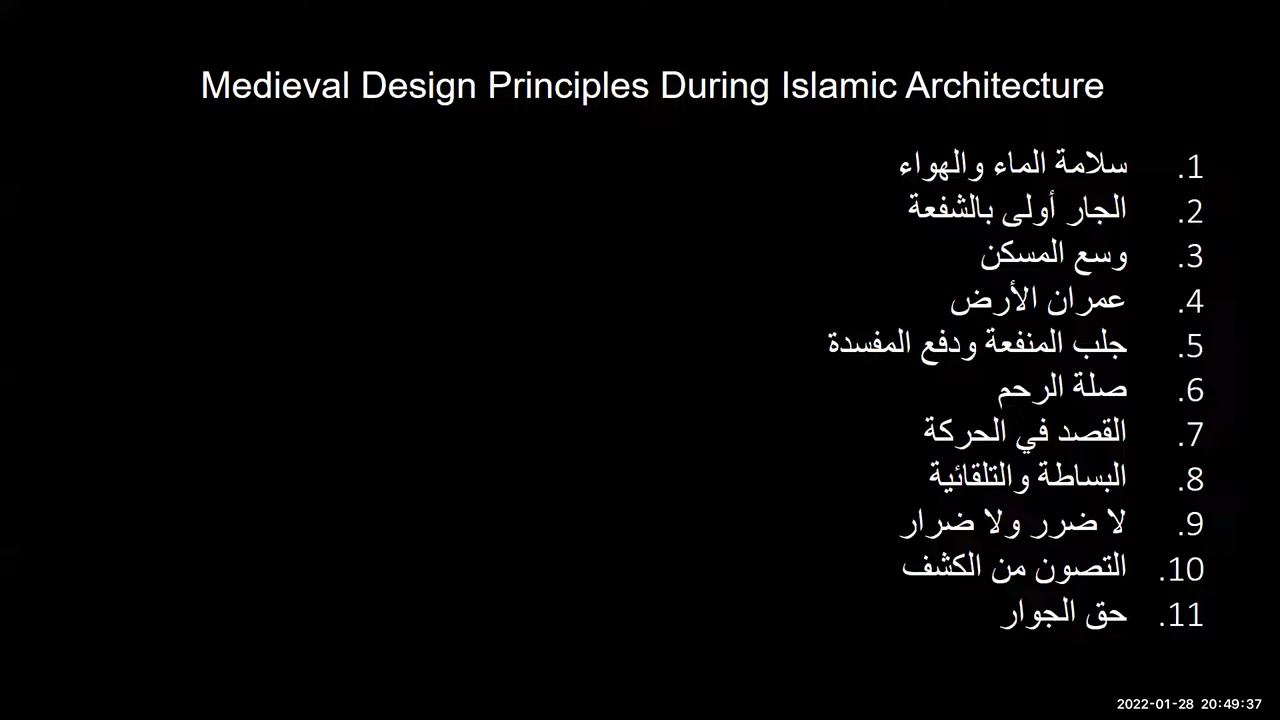 Medieval Design Principles During Islamic Architecture
1. سلامة الماء والهواء
2. الجار أولى بالشفعة
3. وسع المسكن
4. عمران الأرض
5. جلب المنفعة ودفع المفسدة
6. صلة الرحم
7. القصد في الحركة
8. البساطة والتلقائية
9. لا ضرر ولا ضرار
10. التصون من الكشف
11. حق الجوار
2022-01-28 20:49:37